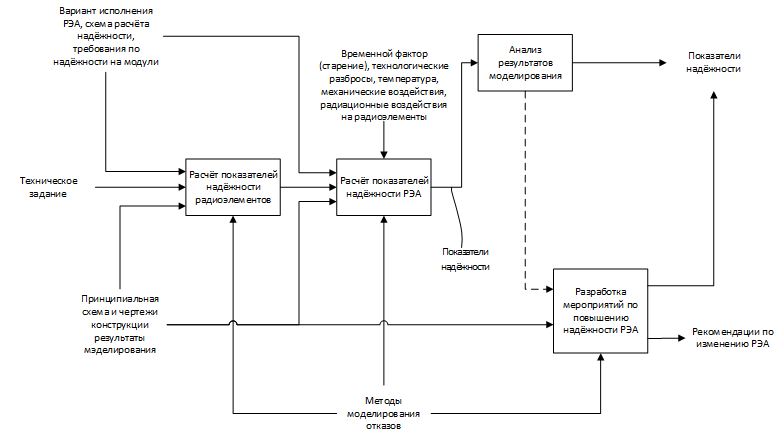 Вариант исполнения
РЭА, схема расчёта
надёжности,
требования по
надёжности на модули
Временной фактор
(старение), технологические
разбросы, температура,
механические воздействия,
радиационные воздействия
на радиоэлементы
Анализ
результатов
моделирования
Показатели
надёжности
Техническое
задание
Расчёт показателей
надёжности
радиоэлементов
Расчёт показателей
надёжности РЭА
Показатели
надёжности
Принципиальная
схема и чертежи
конструкции
результаты
мэделирования
Разработка
мероприятий по
повышению
надёжности РЭА
Рекомендации по
изменению РЭА
Методы
моделирования
отказов